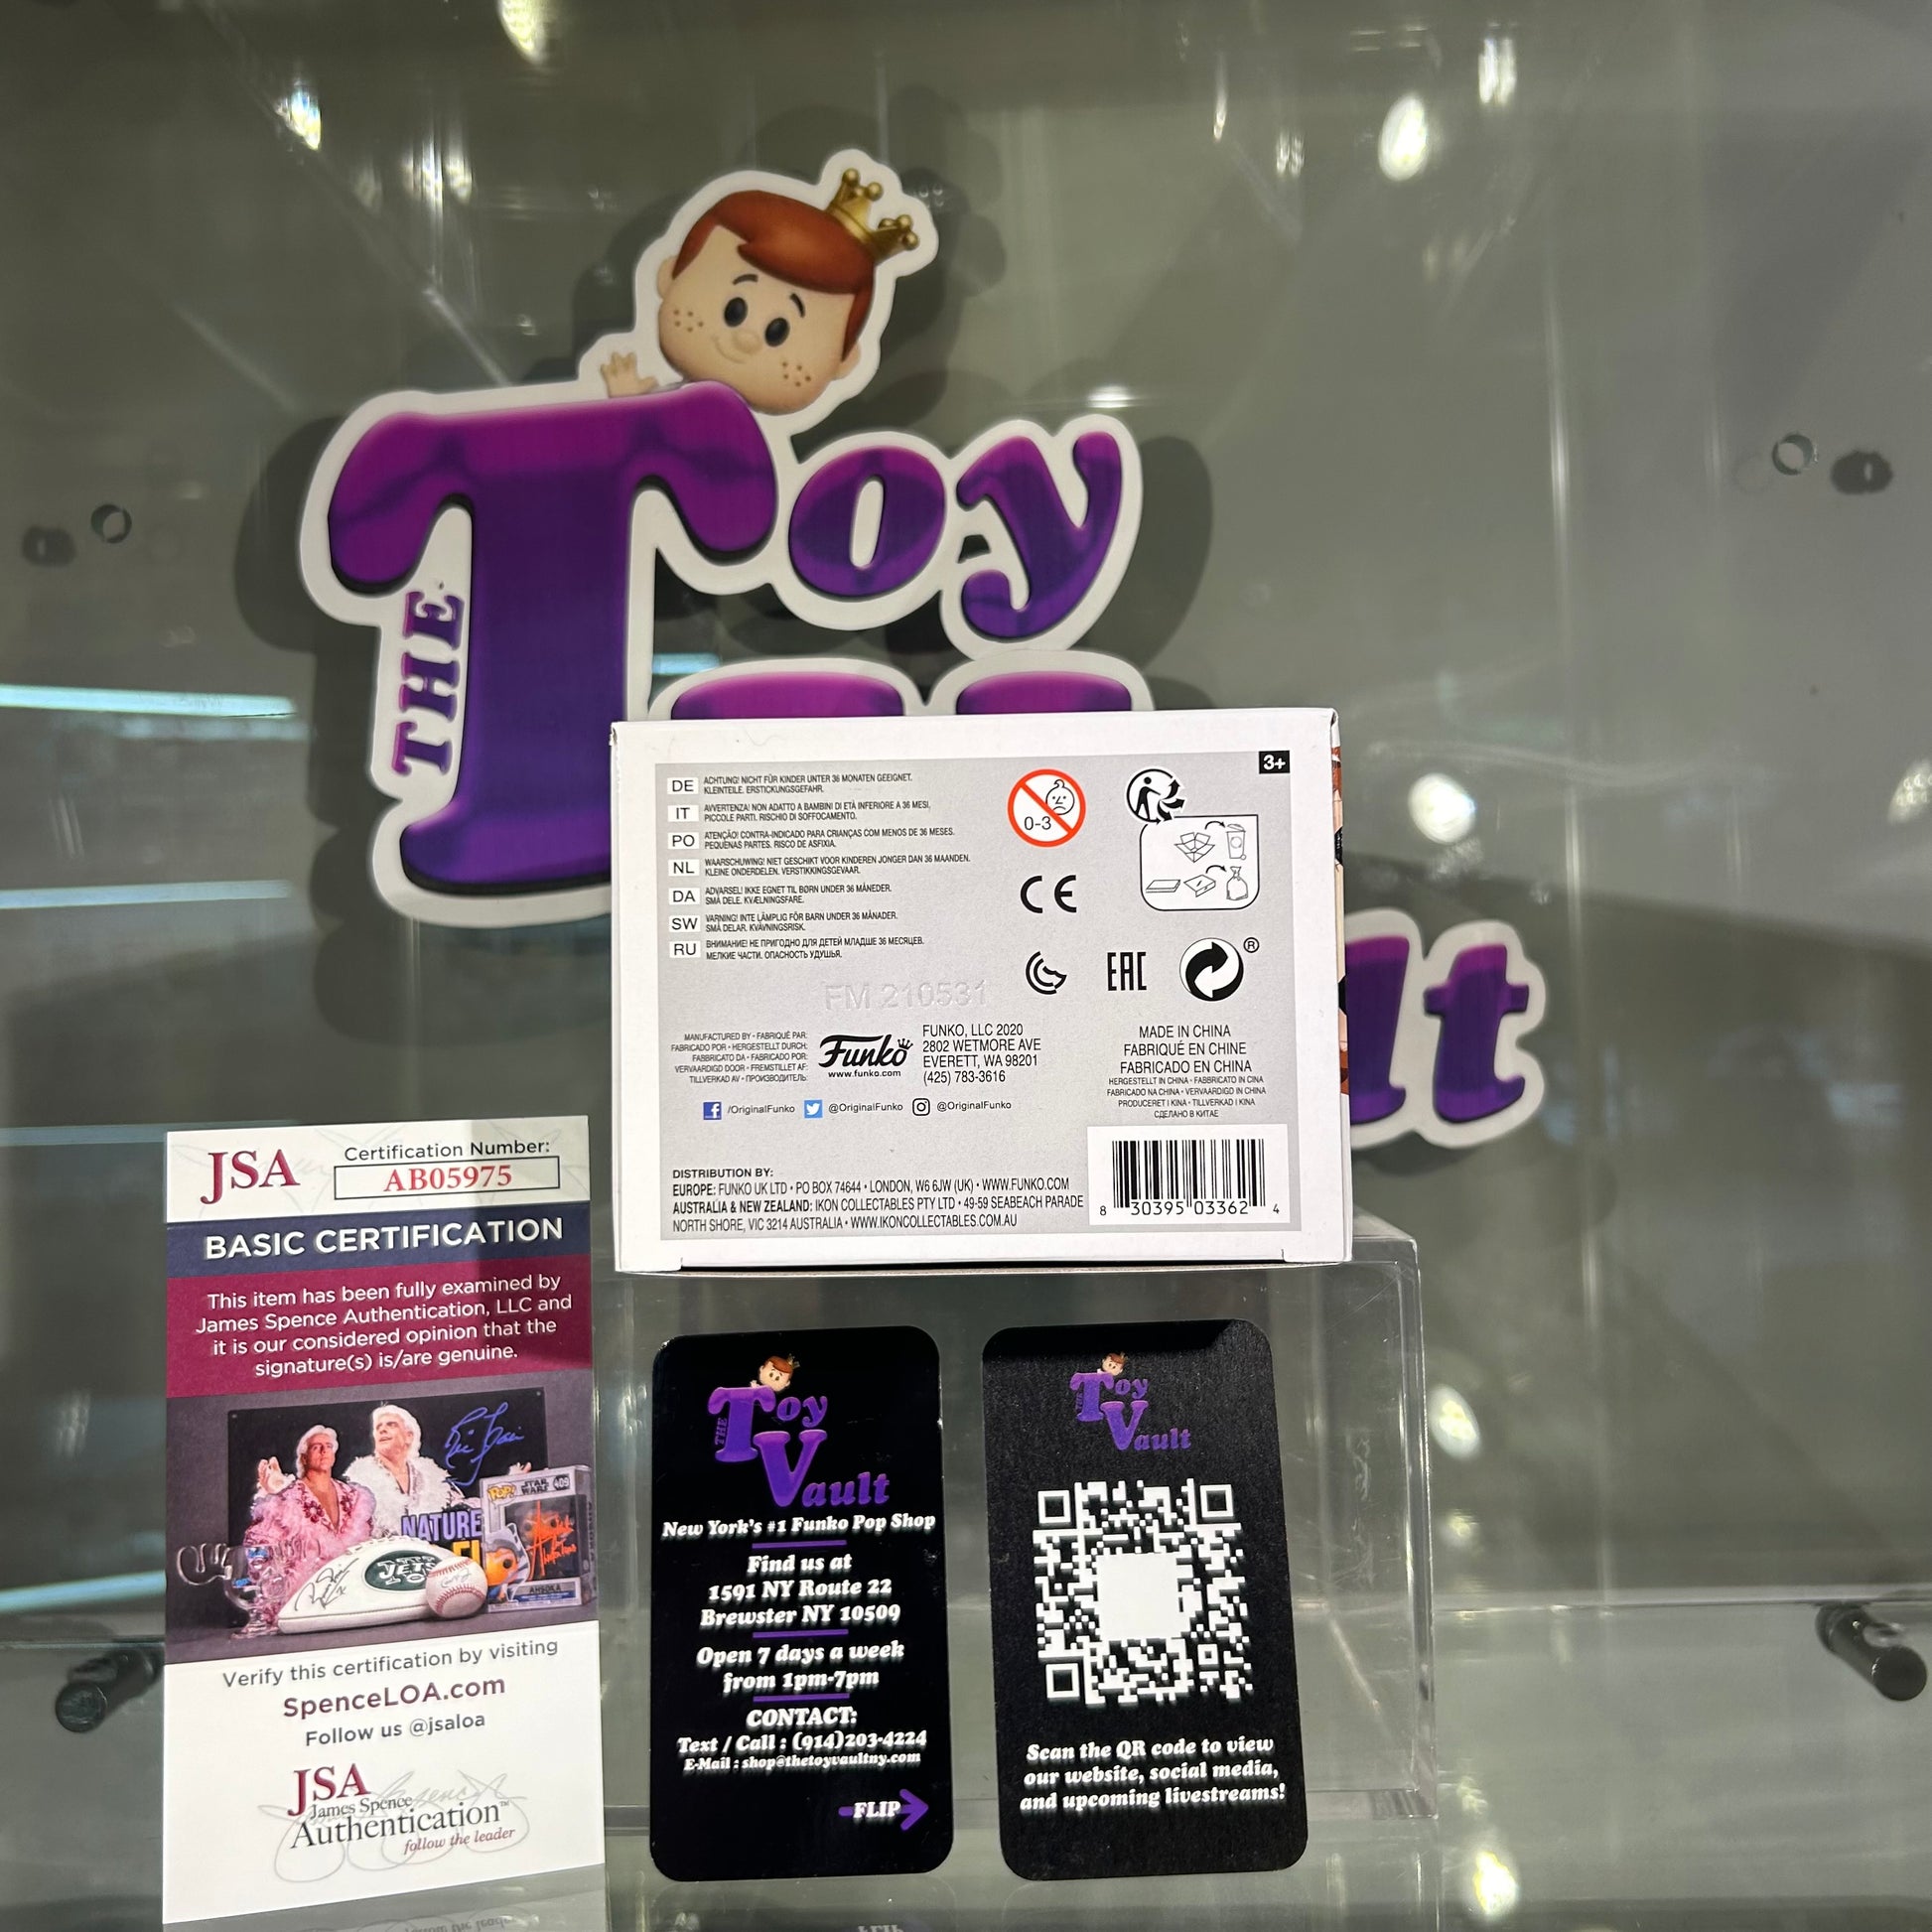 THE Toy
lt
3+
DE ACHTUNG! NICHT FÜR KINDER UNTER 36 MONATEN GEEIGNET.
KLEINTEILE. ERSTICKUNGSGEFAHR.
IT AVVERTENZA: NON ADATTO A BAMBINI DI ETÀ INFERIORE A 36 MESI,
PICCOLE PARTI. RISCHIO DI SOFFOCAMENTO.
PO ATENÇÃO! CONTRA-INDICADO PARA CRIANÇAS COM MENOS DE 36 MESES.
PEQUENAS PARTES. RISCO DE ASFIXIA.
NL WAARSCHUWING! NIET GESCHIKT VOOR KINDEREN JONGER DAN 36 MAANDEN.
KLEINE ONDERDELEN. VERSTIKKINGSGEVAAR.
DA ADVARSEL! IKKE EGNET TIL BØRN UNDER 36 MÅNEDER.
SMÅ DELE. KVÆLNINGSFARE.
SW VARNING! INTE LÄMPLIG FÖR BARN UNDER 36 MÅNADER.
SMÅ DELAR. KVÄVNINGSRISK.
RU ВНИМАНИЕ! НЕ ПРИГОДНО ДЛЯ ДЕТЕЙ МЛАДШЕ 36 МЕСЯЦЕВ.
МЕЛКИЕ ЧАСТИ. ОПАСНОСТЬ УДУШЬЯ.
0-3
CE
EAC
®
FM 210531
MANUFACTURED BY • FABRIQUÉ PAR:
FABRICADO POR • HERGESTELLT DURCH:
FABBRICATO DA • FABRICADO POR:
VERVAARDIGD DOOR • FREMSTILLET AF:
TILLVERKAD AV • ПРОИЗВОДИТЕЛЬ:
Funko
www.funko.com
FUNKO, LLC 2020
2802 WETMORE AVE
EVERETT, WA 98201
(425) 783-3616
MADE IN CHINA
FABRIQUÉ EN CHINE
FABRICADO EN CHINA
HERGESTELLT IN CHINA • FABBRICATO IN CINA
FABRICADO NA CHINA • VERVAARDIGD IN CHINA
PRODUCERET I KINA • TILLVERKAD I KINA
СДЕЛАНО В КИТАЕ
/OriginalFunko @OriginalFunko @OriginalFunko
DISTRIBUTION BY:
EUROPE: FUNKO UK LTD • PO BOX 74644 • LONDON, W6 6JW (UK) • WWW.FUNKO.COM
AUSTRALIA & NEW ZEALAND: IKON COLLECTABLES PTY LTD • 49-59 SEABEACH PARADE
NORTH SHORE, VIC 3214 AUSTRALIA • WWW.IKONCOLLECTABLES.COM.AU
8 30395 03362 4
JSA
Certification Number:
AB05975
BASIC CERTIFICATION
This item has been fully examined by
James Spence Authentication, LLC and
it is our considered opinion that the
signature(s) is/are genuine.
NATURE
JETS
POP!
STAR WARS
409
AHSOKA
Verify this certification by visiting
SpenceLOA.com
Follow us @jsaloa
JSA
James Spence
Authentication™
follow the leader
THE Toy Vault
New York's #1 Funko Pop Shop
Find us at
1591 NY Route 22
Brewster NY 10509
Open 7 days a week
from 1pm-7pm
CONTACT:
Text / Call : (914)203-4224
E-Mail : shop@thetoyvaultny.com
FLIP
THE Toy Vault
Scan the QR code to view
our website, social media,
and upcoming livestreams!